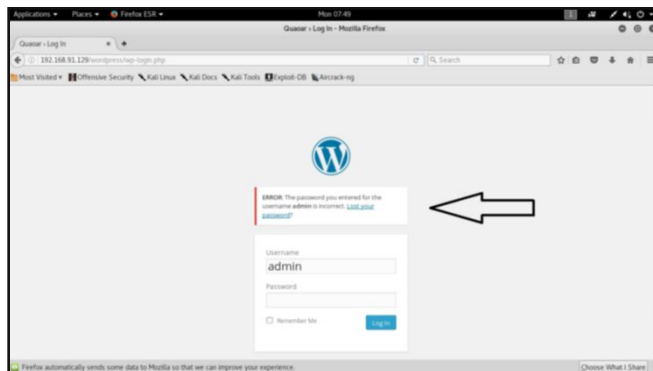 Applications Places Firefox ESR Mon 07:49
Quasar › Log In - Mozilla Firefox
Quasar › Log In
192.168.91.129/wordpress/wp-login.php Search
Most Visited Offensive Security Kali Linux Kali Docs Kali Tools Exploit-DB Aircrack-ng
ERROR: The password you entered for the
username admin is incorrect. Lost your
password?
Username
admin
Password
Remember Me Log In
Firefox automatically sends some data to Mozilla so that we can improve your experience. Choose What I Share